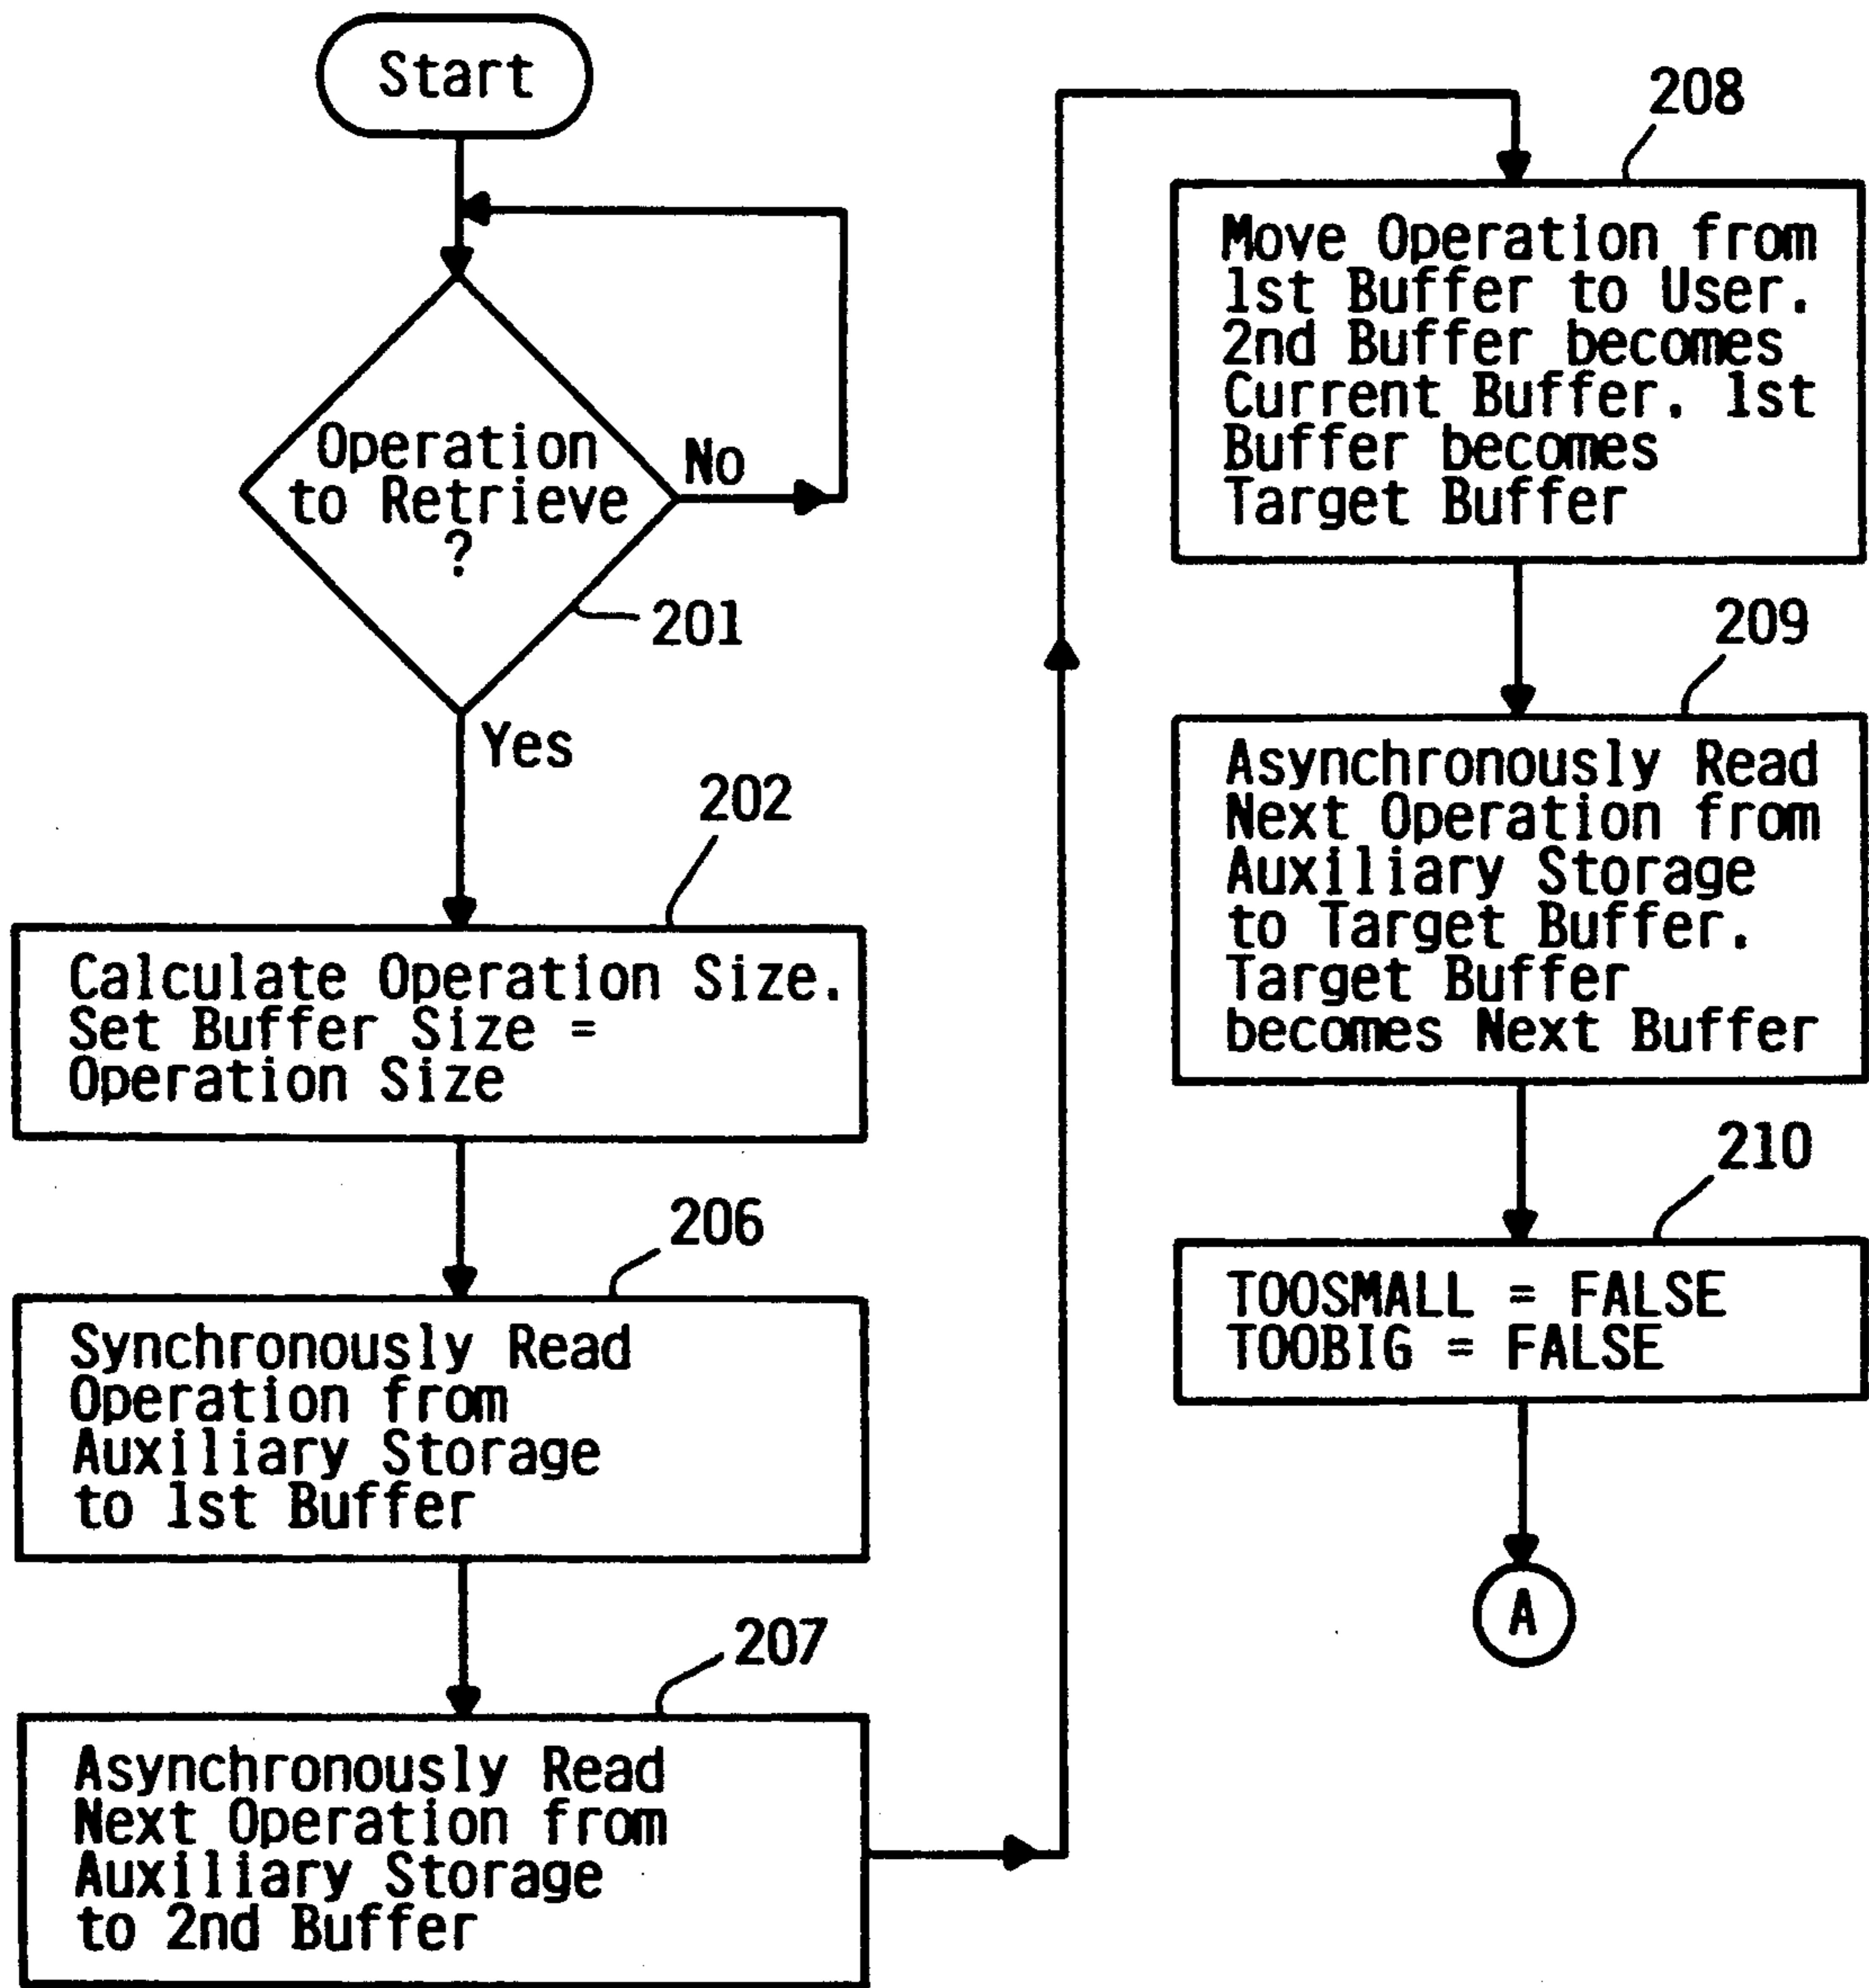 Start
Operation
to Retrieve
?
No
201
Yes
202
Calculate Operation Size.
Set Buffer Size =
Operation Size
206
Synchronously Read
Operation from
Auxiliary Storage
to 1st Buffer
207
Asynchronously Read
Next Operation from
Auxiliary Storage
to 2nd Buffer
208
Move Operation from
1st Buffer to User.
2nd Buffer becomes
Current Buffer. 1st
Buffer becomes
Target Buffer
209
Asynchronously Read
Next Operation from
Auxiliary Storage
to Target Buffer.
Target Buffer
becomes Next Buffer
210
TOOSMALL = FALSE
TOOBIG = FALSE
A